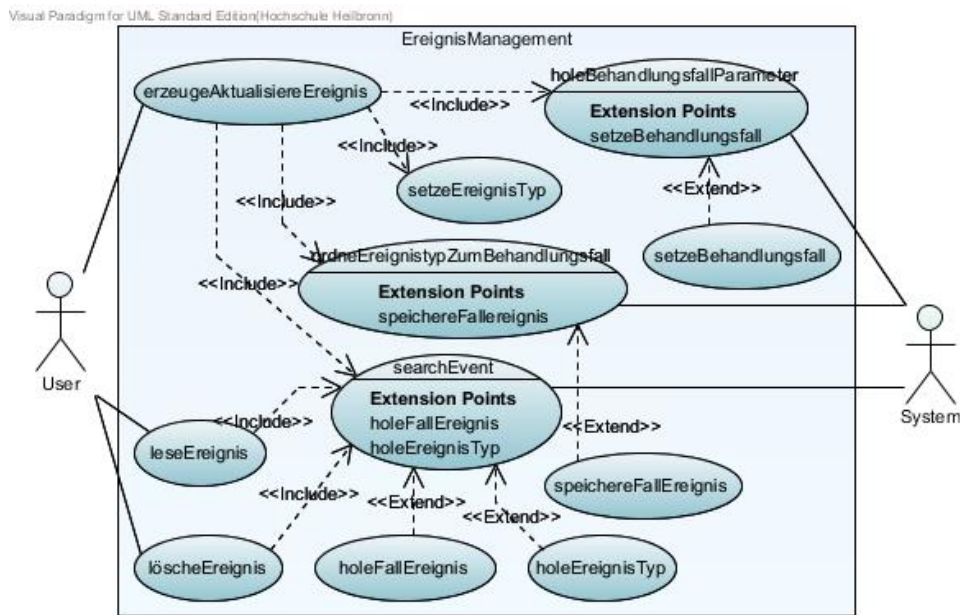 Visual Paradigm for UML Standard Edition(Hochschule Heilbronn)
EreignisManagement
erzeugeAktualisiereEreignis
<<Include>>
holeBehandlungsfallParameter
Extension Points
setzeBehandlungsfall
<<Include>>
setzeEreignisTyp
<<Extend>>
<<Include>>
setzeBehandlungsfall
ordneEreignistypZumBehandlungsfall
<<Include>>
Extension Points
speichereFallereignis
User
searchEvent
Extension Points
holeFallEreignis
holeEreignisTyp
System
<<Include>>
<<Extend>>
leseEreignis
speichereFallEreignis
<<Include>>
<<Extend>>
<<Extend>>
löscheEreignis
holeFallEreignis
holeEreignisTyp